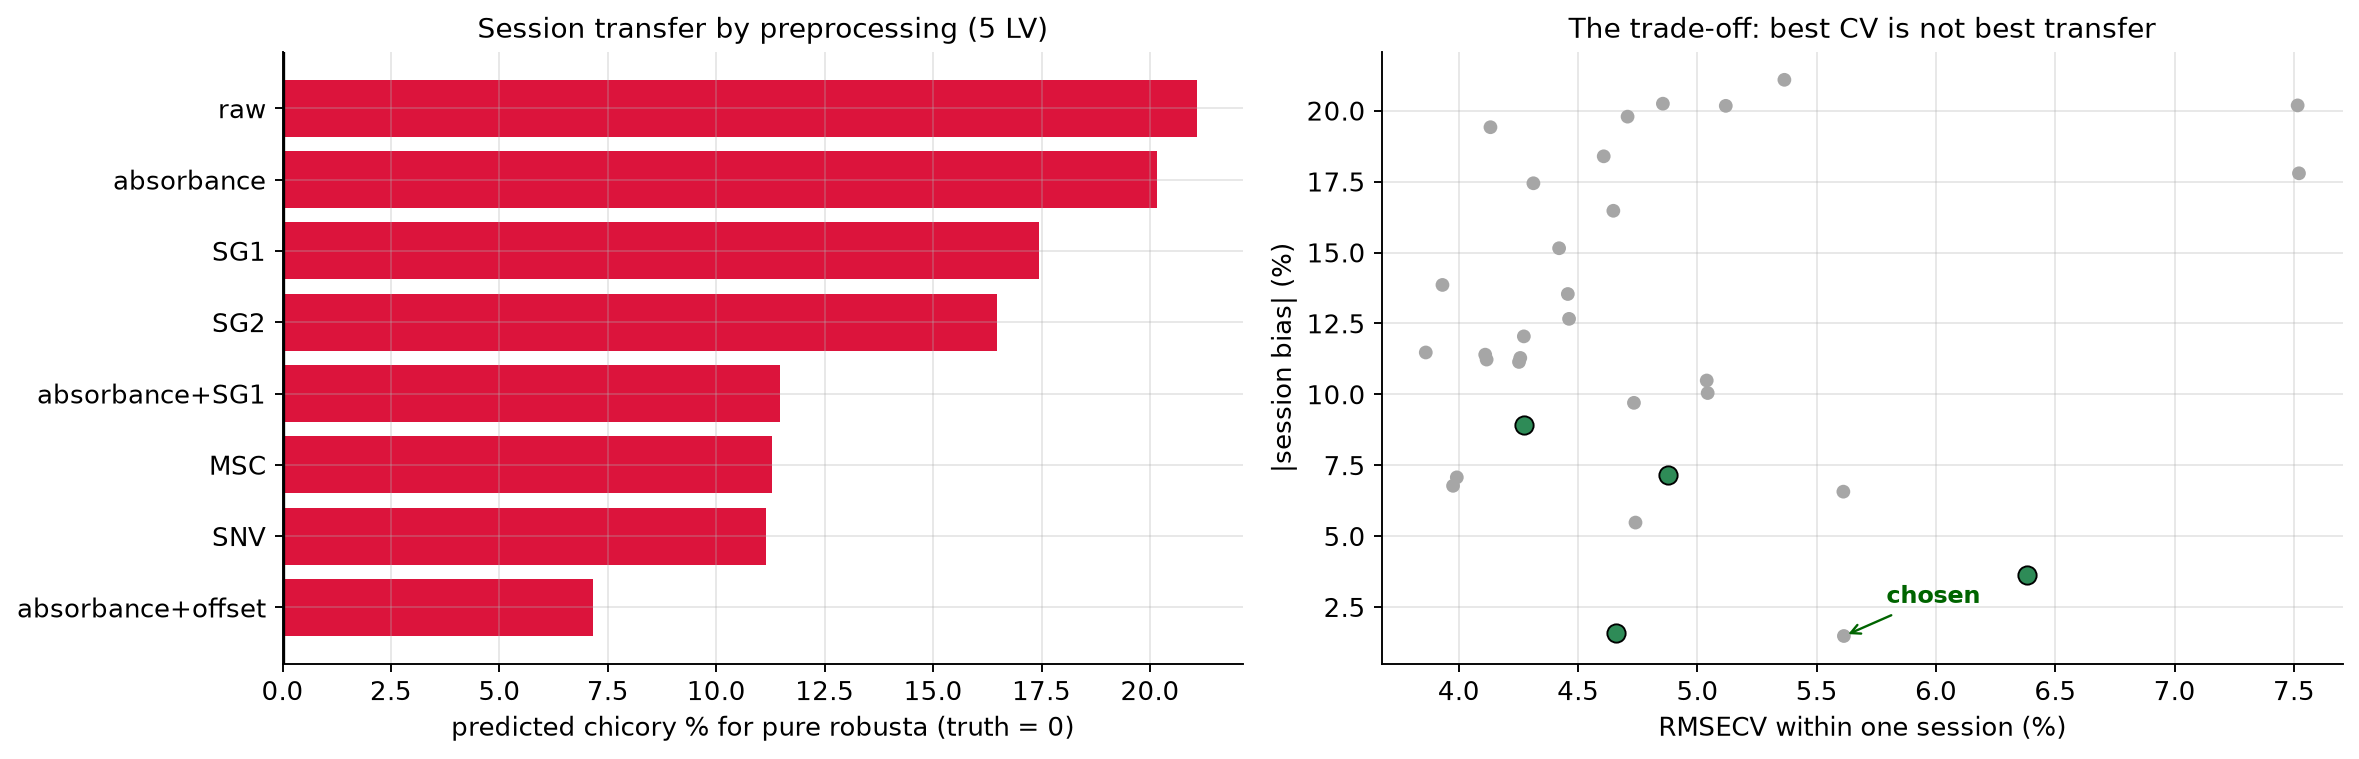 Session transfer by preprocessing (5 LV)
raw
absorbance
SG1
SG2
absorbance+SG1
MSC
SNV
absorbance+offset
0.0 2.5 5.0 7.5 10.0 12.5 15.0 17.5 20.0
predicted chicory % for pure robusta (truth = 0)
The trade-off: best CV is not best transfer
|session bias| (%)
20.0
17.5
15.0
12.5
10.0
7.5
5.0
2.5
chosen
4.0 4.5 5.0 5.5 6.0 6.5 7.0 7.5
RMSECV within one session (%)